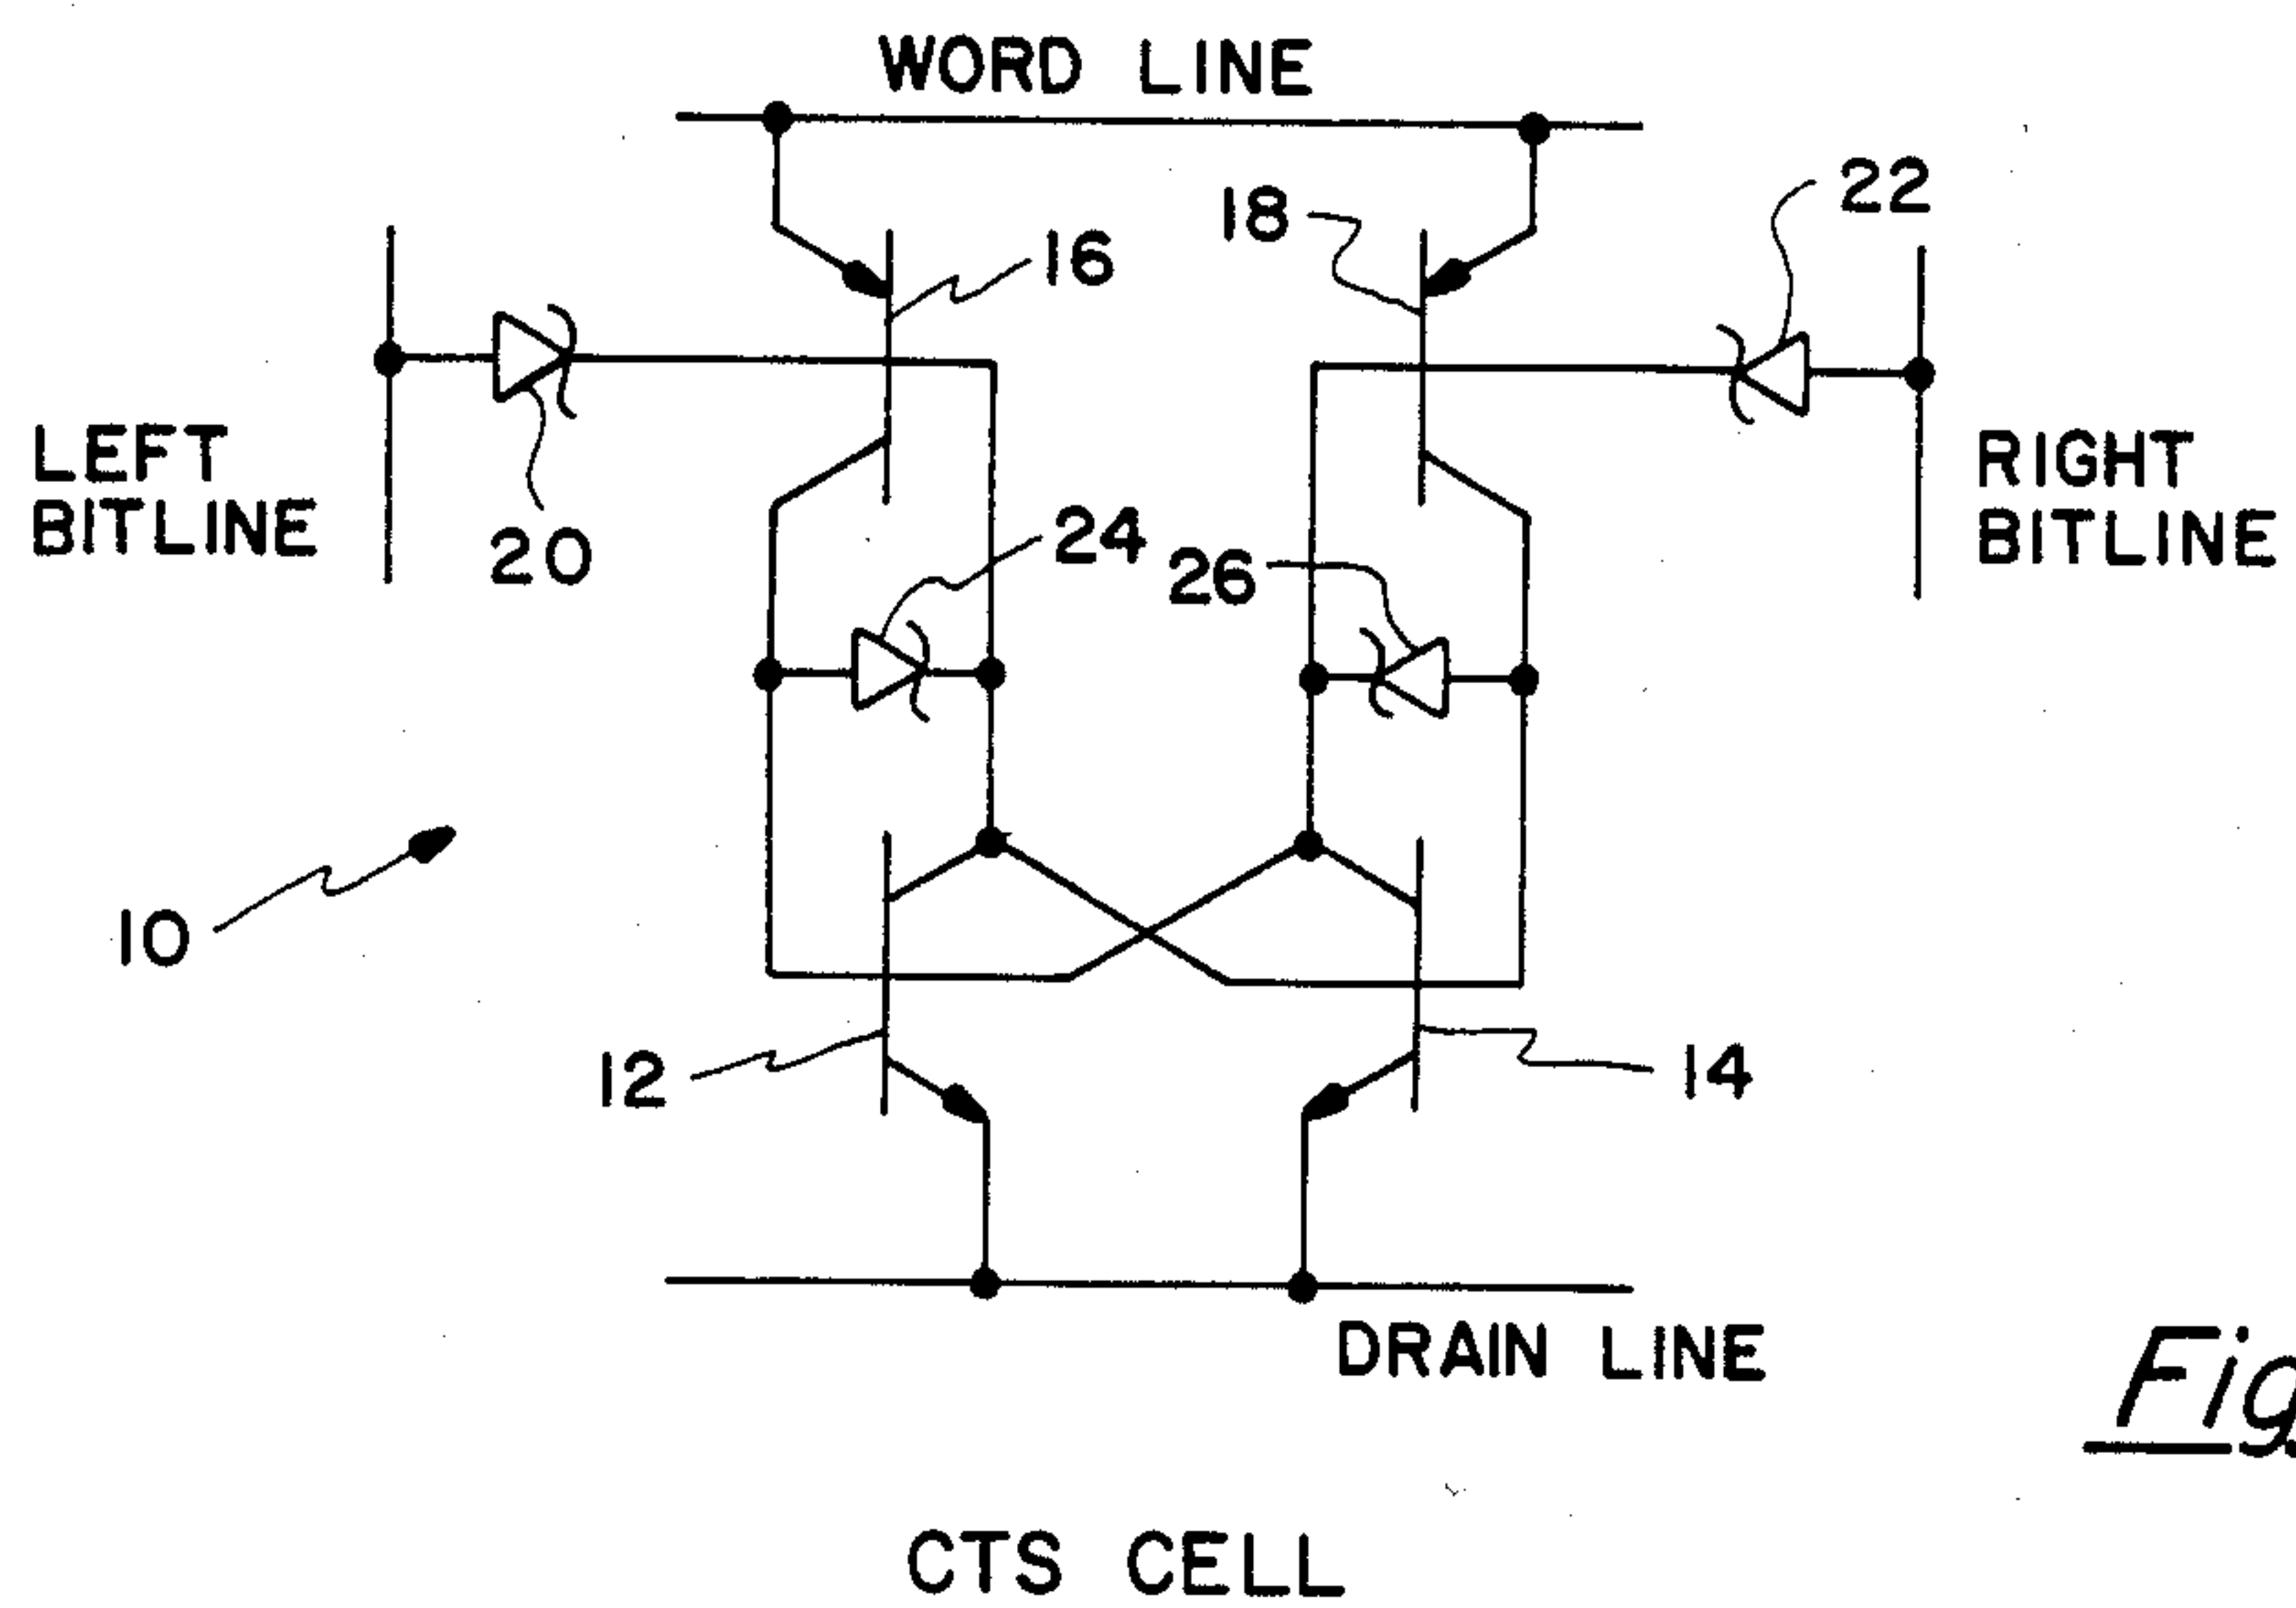 WORD LINE
18
22
16
LEFT
BITLINE
RIGHT
BITLINE
20
24
26
10
12
14
DRAIN LINE
Fig
CTS CELL